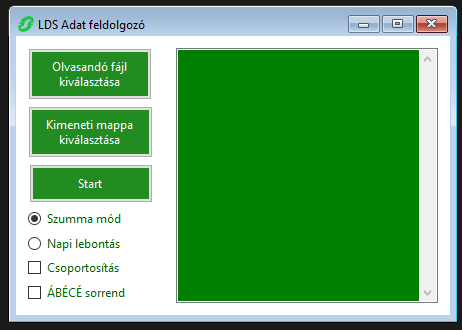 LDS Adat feldolgozó
Olvasandó fájl
kiválasztása
Kimeneti mappa
kiválasztása
Start
Szumma mód
Napi lebontás
Csoportosítás
ÁBÉCÉ sorrend